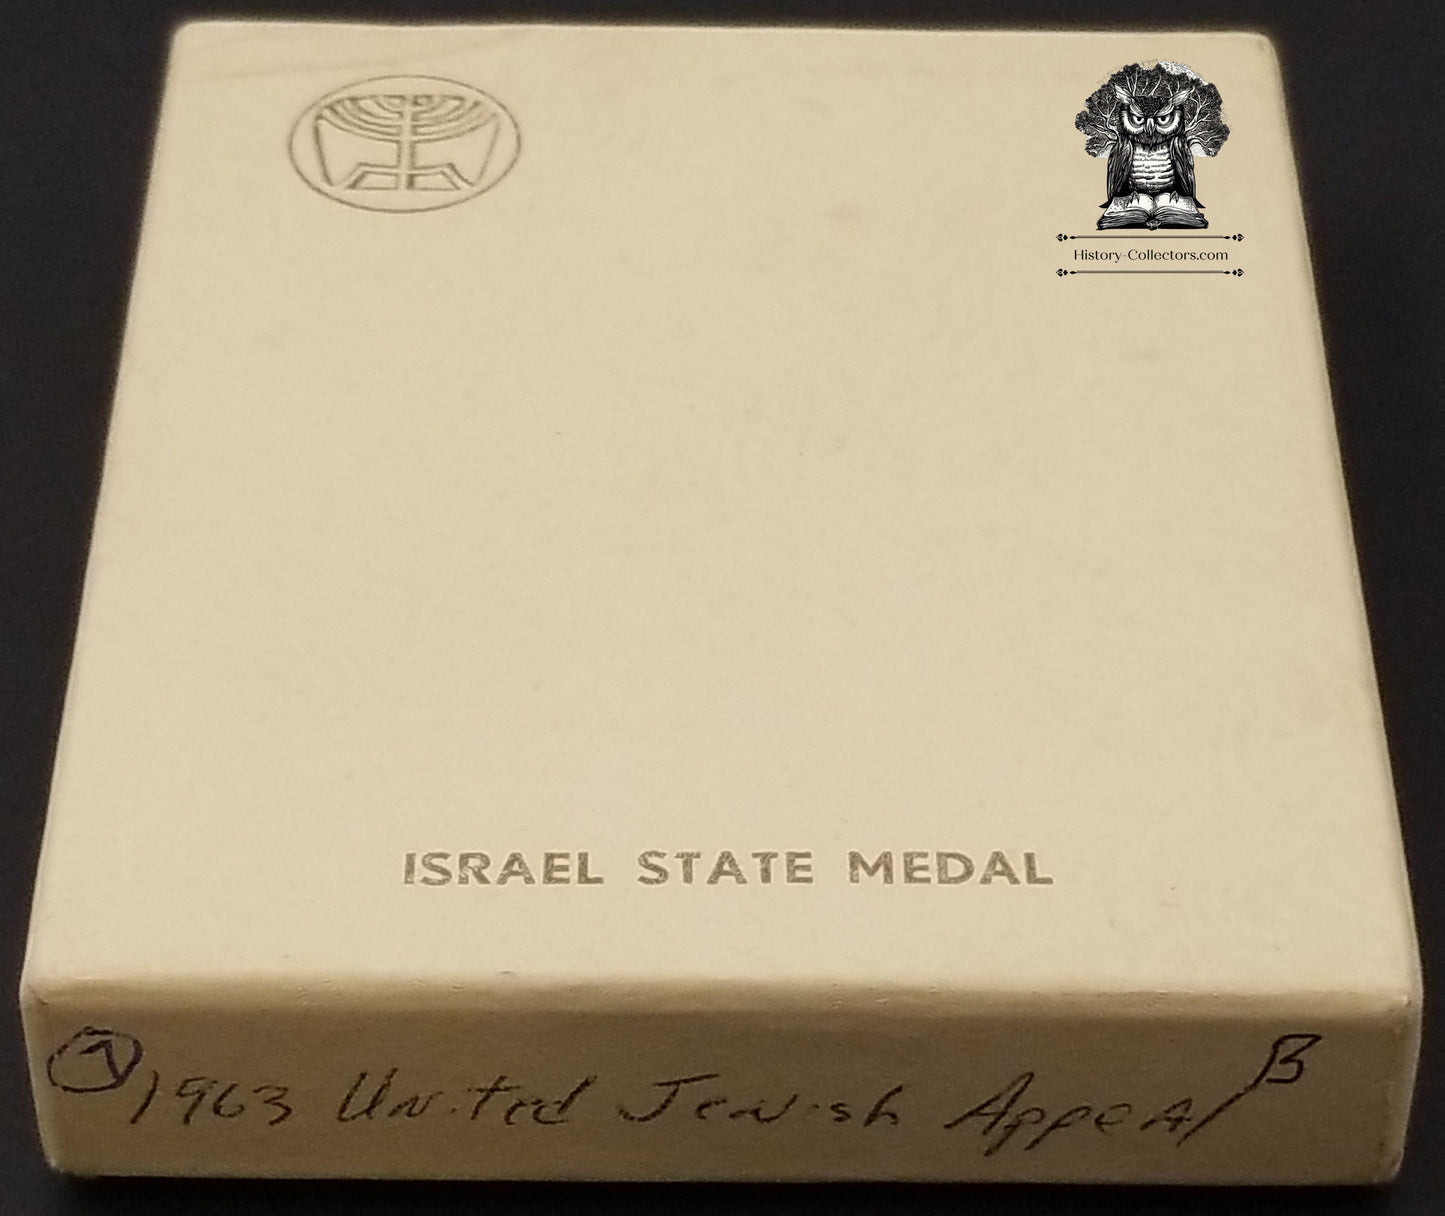 History-Collectors.com
ISRAEL STATE MEDAL
1963 United Jewish Appeal B